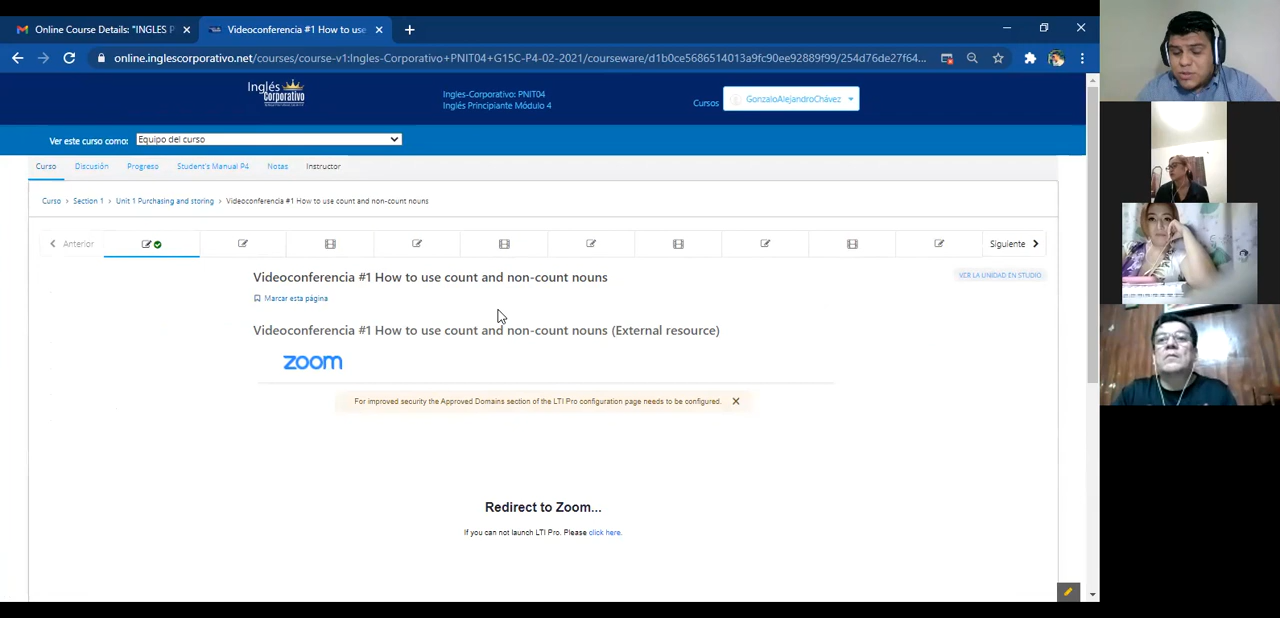 Online Course Details: "INGLES P
Videoconferencia #1 How to use
online.inglescorporativo.net/courses/course-v1:Ingles-Corporativo+PNIT04+G15C-P4-02-2021/courseware/d1b0ce5686514013a9fc90ee92889f99/254d76de27f64...
Inglés
Corporativo
Ingles-Corporativo: PNIT04
Inglés Principiante Módulo 4
Cursos
GonzaloAlejandroChávez
Ver este curso como:
Equipo del curso
Curso
Discusión
Progreso
Student's Manual P4
Notas
Instructor
Curso > Section 1 > Unit 1 Purchasing and storing > Videoconferencia #1 How to use count and non-count nouns
Anterior
Siguiente
Videoconferencia #1 How to use count and non-count nouns
VER LA UNIDAD EN STUDIO
Marcar esta página
Videoconferencia #1 How to use count and non-count nouns (External resource)
zoom
For improved security the Approved Domains section of the LTI Pro configuration page needs to be configured.
Redirect to Zoom...
If you can not launch LTI Pro. Please click here.